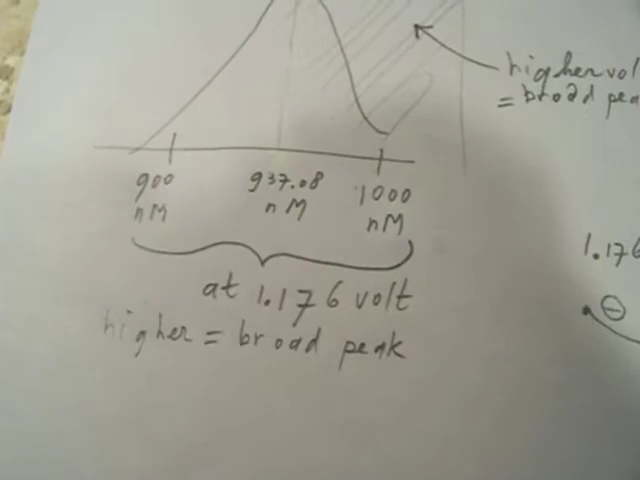 higher vol
= broad pea
900 nM
937.08 nM
1000 nM
1.176
⊖
at 1.176 volt
higher = broad peak